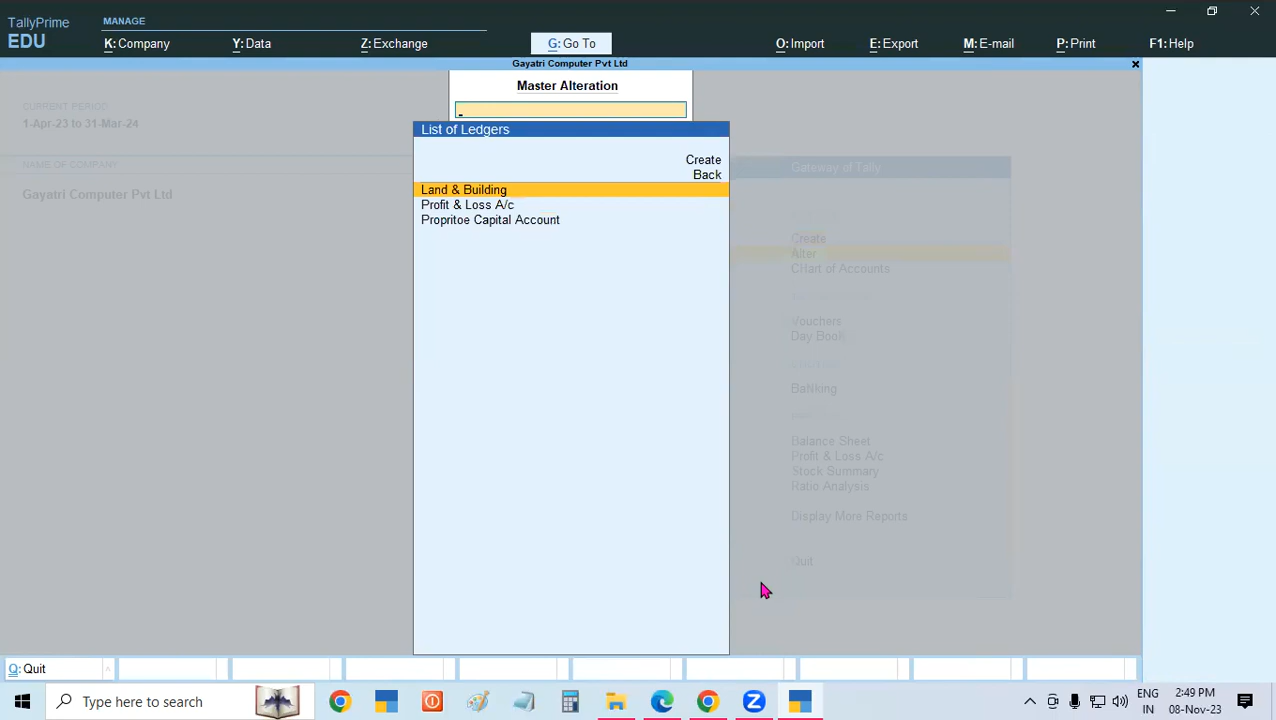 TallyPrime
EDU
MANAGE
K: Company
Y: Data
Z: Exchange
G: Go To
O: Import
E: Export
M: E-mail
P: Print
F1: Help
Gayatri Computer Pvt Ltd
CURRENT PERIOD
1-Apr-23 to 31-Mar-24
NAME OF COMPANY
Gayatri Computer Pvt Ltd
Master Alteration
List of Ledgers
Create
Back
Land & Building
Profit & Loss A/c
Propritoe Capital Account
Gateway of Tally
Create
Alter
CHart of Accounts
Vouchers
Day Book
BaNking
Balance Sheet
Profit & Loss A/c
Stock Summary
Ratio Analysis
Display More Reports
Quit
Q: Quit
Type here to search
ENG
IN
2:49 PM
08-Nov-23